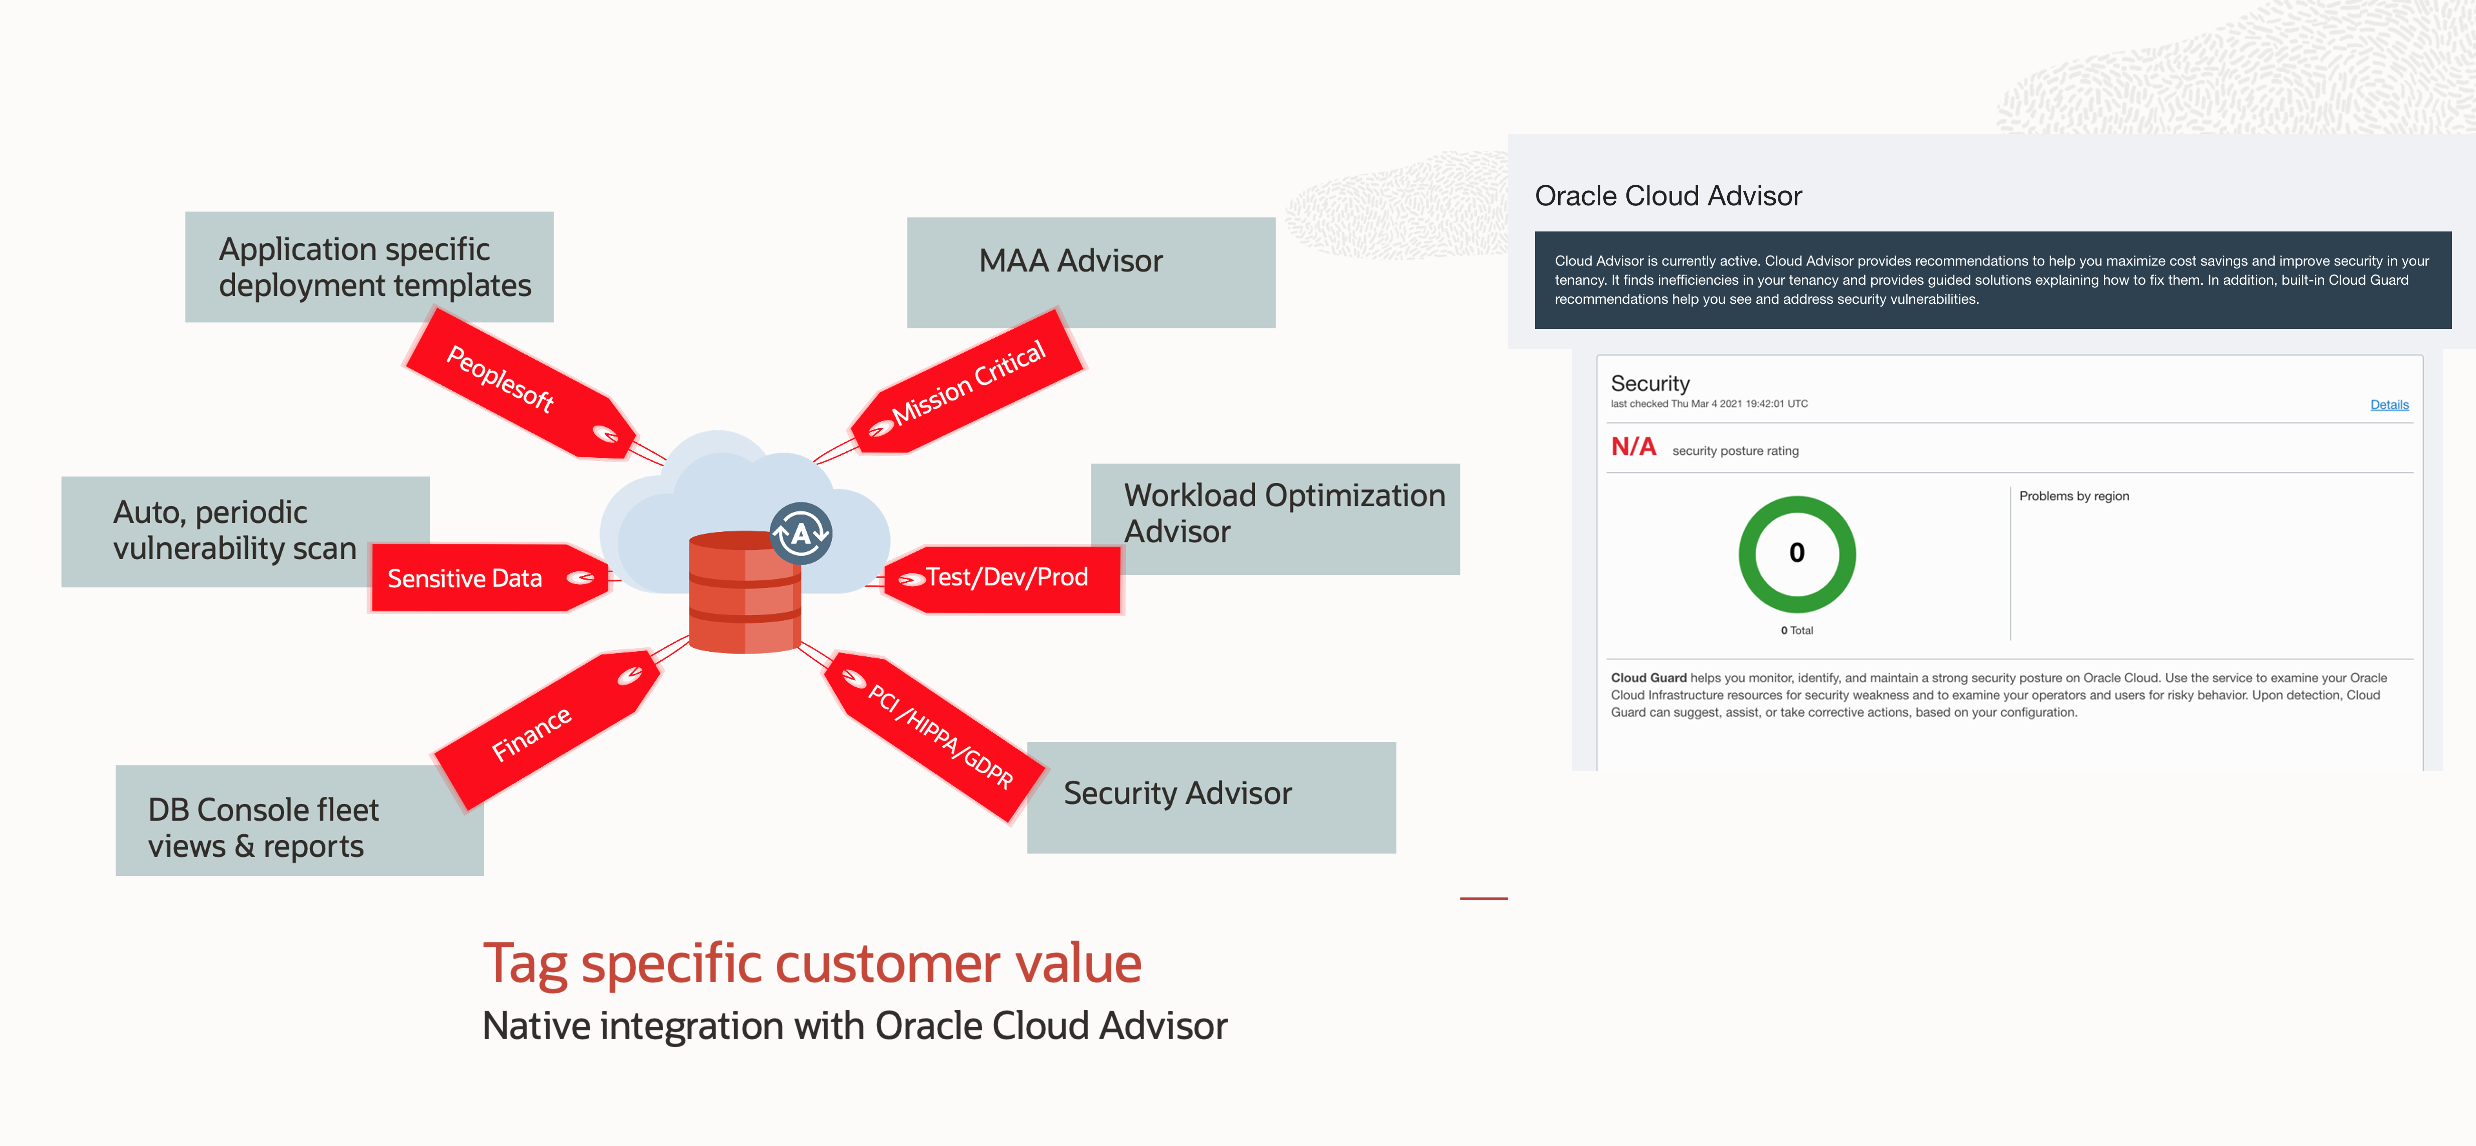 Application specific
deployment templates
Peoplesoft
MAA Advisor
Mission Critical
Auto, periodic
vulnerability scan
Sensitive Data
A
Workload Optimization
Advisor
Test/Dev/Prod
Finance
DB Console fleet
views & reports
PCI /HIPPA/GDPR
Security Advisor
Tag specific customer value
Native integration with Oracle Cloud Advisor
Oracle Cloud Advisor
Cloud Advisor is currently active. Cloud Advisor provides recommendations to help you maximize cost savings and improve security in your
tenancy. It finds inefficiencies in your tenancy and provides guided solutions explaining how to fix them. In addition, built-in Cloud Guard
recommendations help you see and address security vulnerabilities.
Security
last checked Thu Mar 4 2021 19:42:01 UTC
Details
N/A security posture rating
0
0 Total
Problems by region
Cloud Guard helps you monitor, identify, and maintain a strong security posture on Oracle Cloud. Use the service to examine your Oracle
Cloud Infrastructure resources for security weakness and to examine your operators and users for risky behavior. Upon detection, Cloud
Guard can suggest, assist, or take corrective actions, based on your configuration.